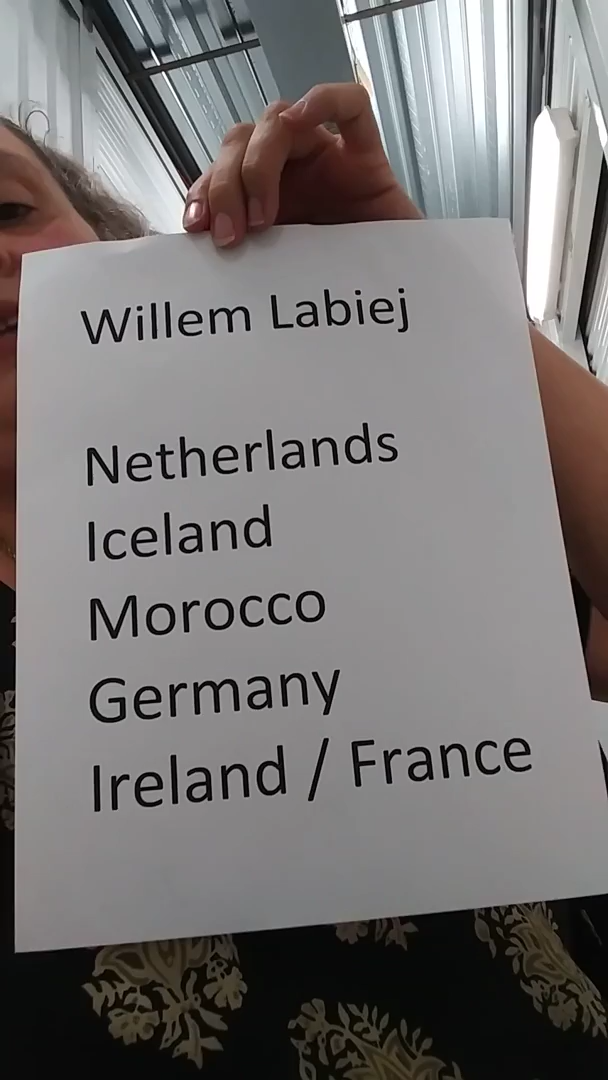 Willem Labiej
Netherlands
Iceland
Morocco
Germany
Ireland / France